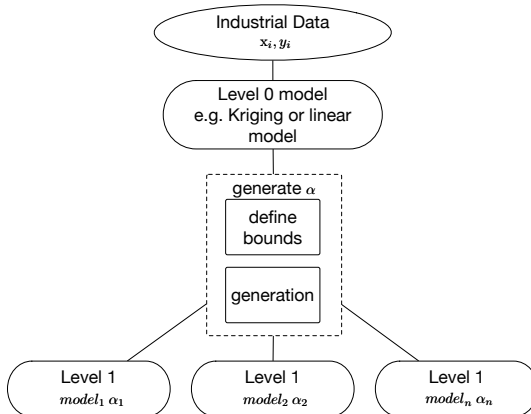 Industrial Data
xᵢ, yᵢ
Level 0 model
e.g. Kriging or linear
model
generate α
define
bounds
generation
Level 1
model₁ α₁
Level 1
model₂ α₂
Level 1
modelₙ αₙ